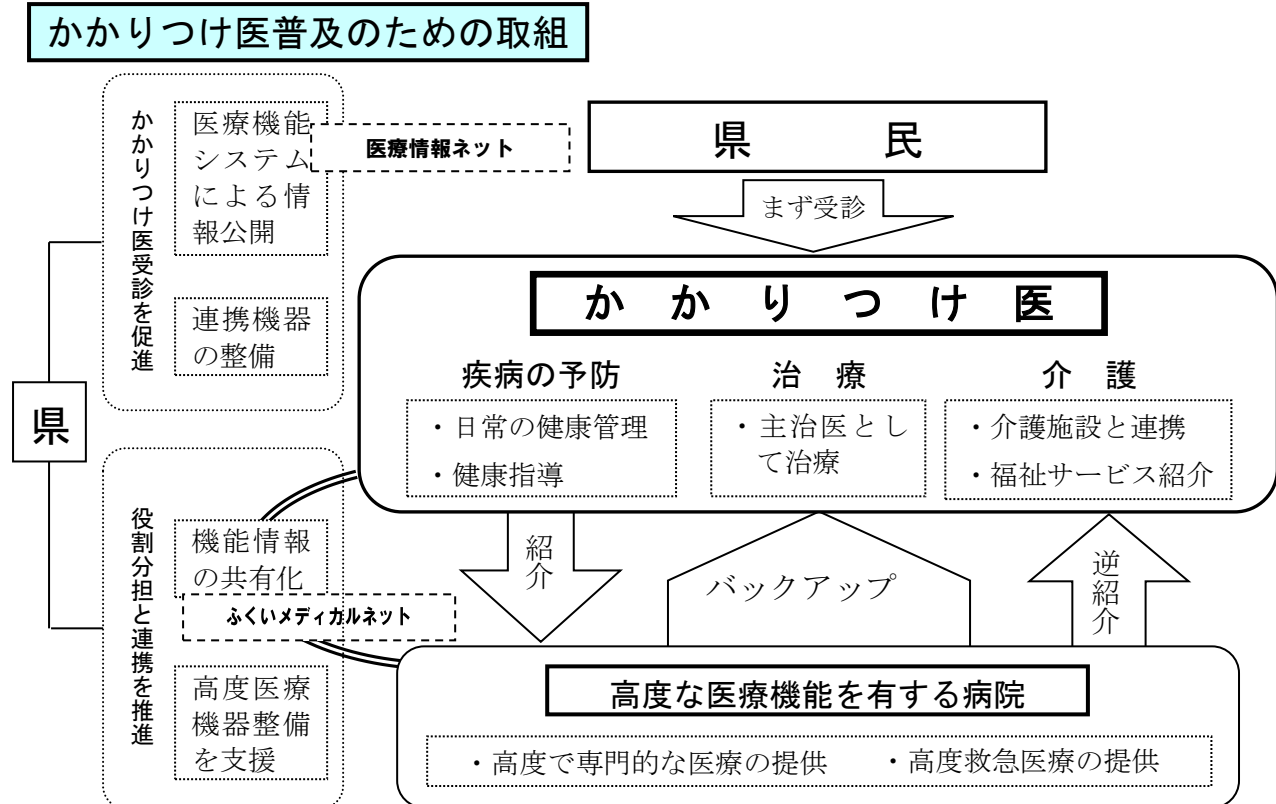 かかりつけ医普及のための取組
県
かかりつけ医受診を促進
医療機能
システム
による情
報公開
医療情報ネット
連携機器
の整備
役割分担と連携を推進
機能情報
の共有化
ふくいメディカルネット
高度医療
機器整備
を支援
県　民
まず受診
かかりつけ医
疾病の予防
・日常の健康管理
・健康指導
治　療
・主治医とし
て治療
介　護
・介護施設と連携
・福祉サービス紹介
紹介
バックアップ
逆紹介
高度な医療機能を有する病院
・高度で専門的な医療の提供　・高度救急医療の提供